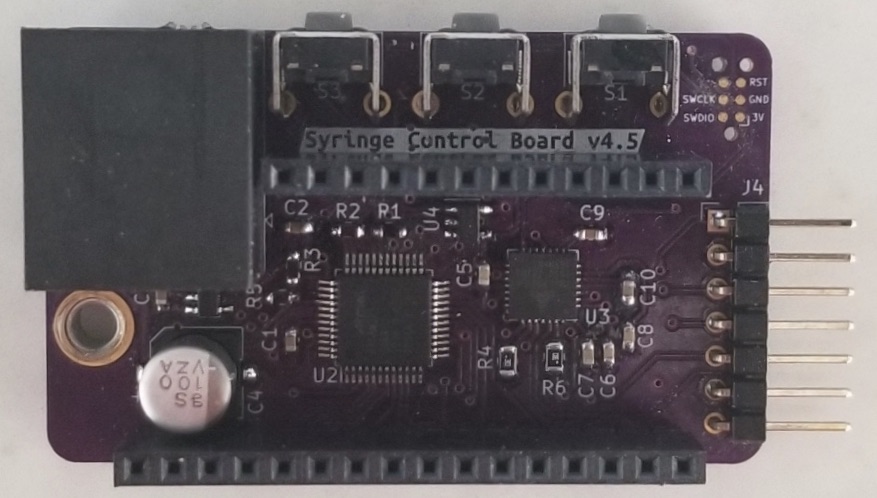 S3
S2
S1
RST
SWCLK
GND
SWDIO
3V
Syringe Control Board v4.5
J4
C2
R2
R1
U4
C9
R3
C5
C10
C1
U3
C8
R4
U2
R6
C7
C6
C4
100
VZA